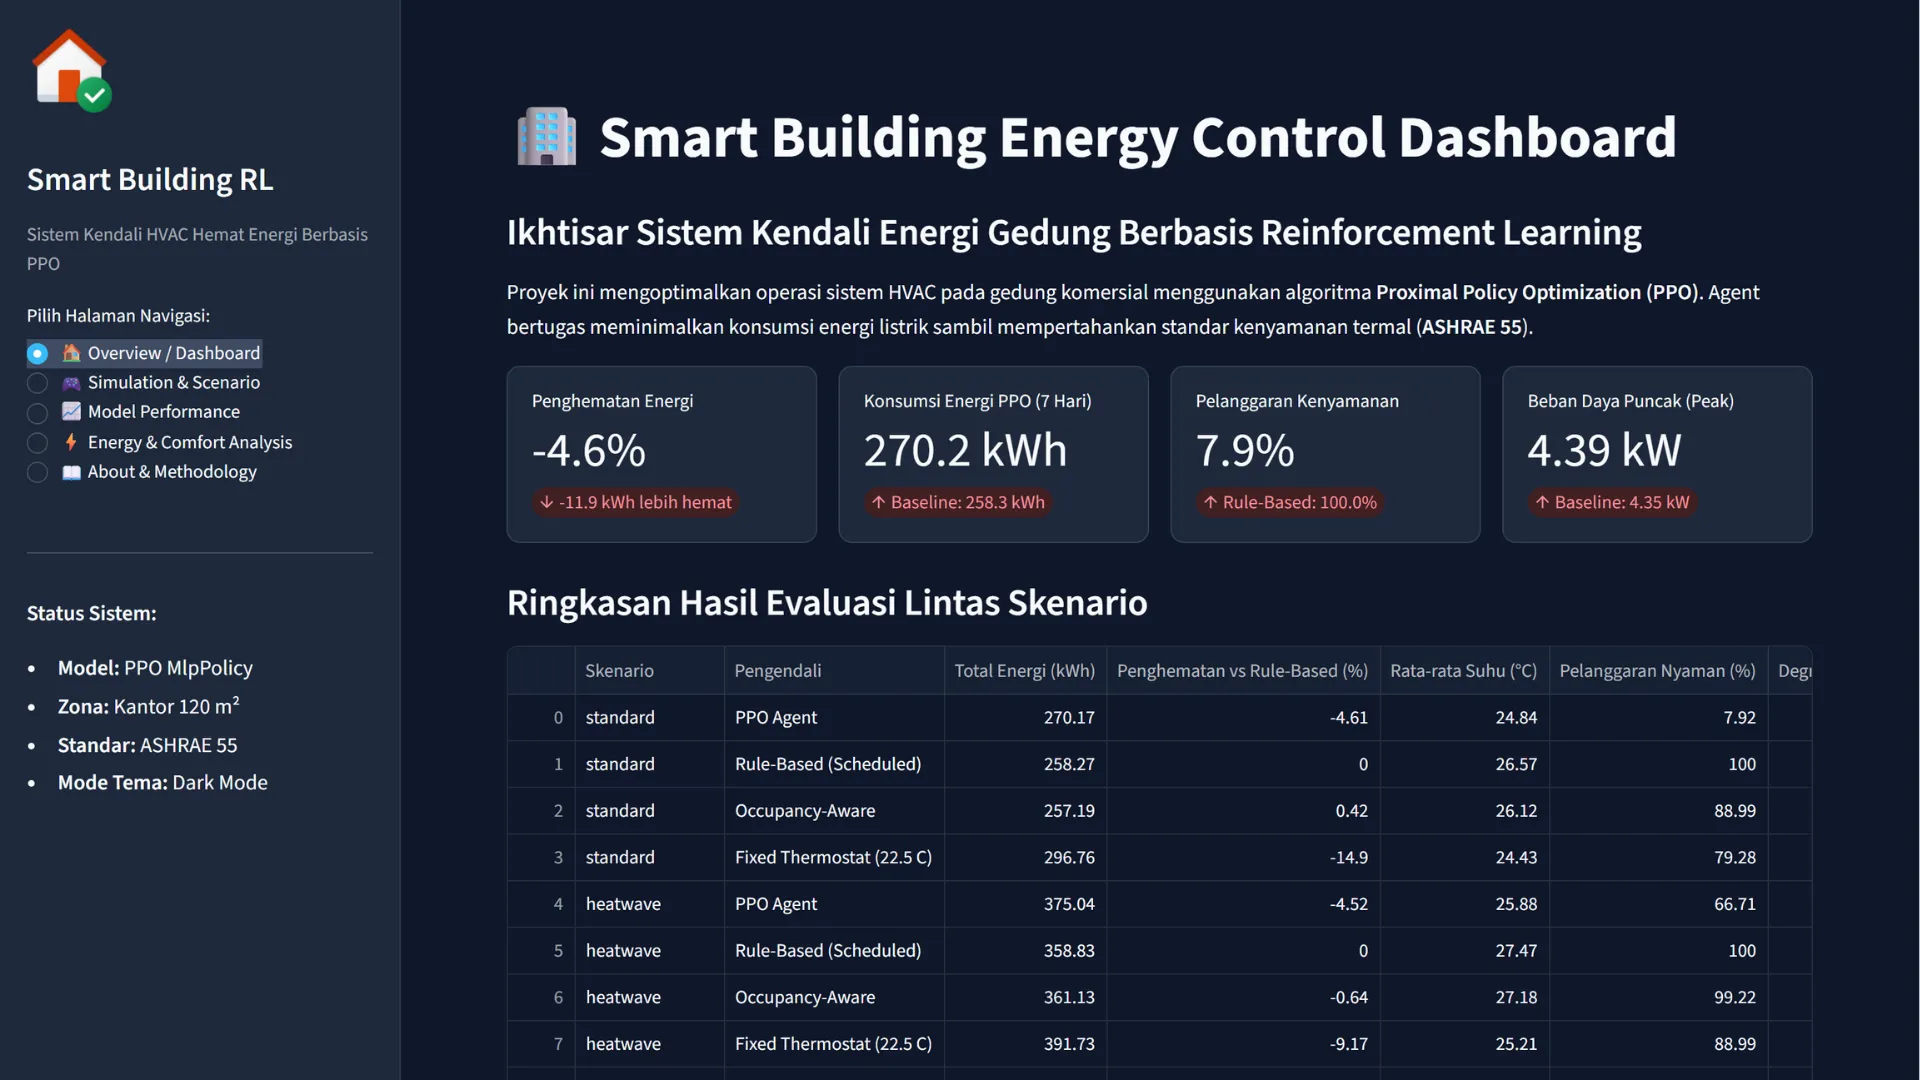 Smart Building RL
Sistem Kendali HVAC Hemat Energi Berbasis
PPO
Pilih Halaman Navigasi:
Overview / Dashboard
Simulation & Scenario
Model Performance
Energy & Comfort Analysis
About & Methodology
Status Sistem:
• Model: PPO MlpPolicy
• Zona: Kantor 120 m²
• Standar: ASHRAE 55
• Mode Tema: Dark Mode
Smart Building Energy Control Dashboard
Ikhtisar Sistem Kendali Energi Gedung Berbasis Reinforcement Learning
Proyek ini mengoptimalkan operasi sistem HVAC pada gedung komersial menggunakan algoritma Proximal Policy Optimization (PPO). Agent
bertugas meminimalkan konsumsi energi listrik sambil mempertahankan standar kenyamanan termal (ASHRAE 55).
Penghematan Energi
-4.6%
↓ -11.9 kWh lebih hemat
Konsumsi Energi PPO (7 Hari)
270.2 kWh
↑ Baseline: 258.3 kWh
Pelanggaran Kenyamanan
7.9%
↑ Rule-Based: 100.0%
Beban Daya Puncak (Peak)
4.39 kW
↑ Baseline: 4.35 kW
Ringkasan Hasil Evaluasi Lintas Skenario
Skenario Pengendali Total Energi (kWh) Penghematan vs Rule-Based (%) Rata-rata Suhu (°C) Pelanggaran Nyaman (%)
0 standard PPO Agent 270.17 -4.61 24.84 7.92
1 standard Rule-Based (Scheduled) 258.27 0 26.57 100
2 standard Occupancy-Aware 257.19 0.42 26.12 88.99
3 standard Fixed Thermostat (22.5 C) 296.76 -14.9 24.43 79.28
4 heatwave PPO Agent 375.04 -4.52 25.88 66.71
5 heatwave Rule-Based (Scheduled) 358.83 0 27.47 100
6 heatwave Occupancy-Aware 361.13 -0.64 27.18 99.22
7 heatwave Fixed Thermostat (22.5 C) 391.73 -9.17 25.21 88.99